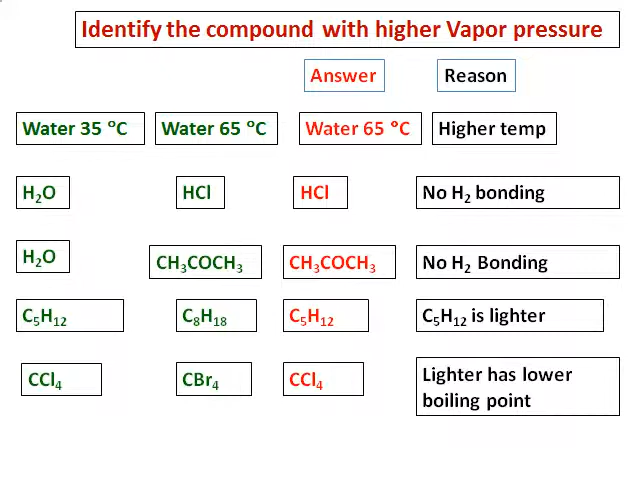 Identify the compound with higher Vapor pressure
Answer Reason
Water 35 °C Water 65 °C Water 65 °C Higher temp
H₂O HCl HCl No H₂ bonding
H₂O CH₃COCH₃ CH₃COCH₃ No H₂ Bonding
C₅H₁₂ C₈H₁₈ C₅H₁₂ C₅H₁₂ is lighter
CCl₄ CBr₄ CCl₄ Lighter has lower
boiling point